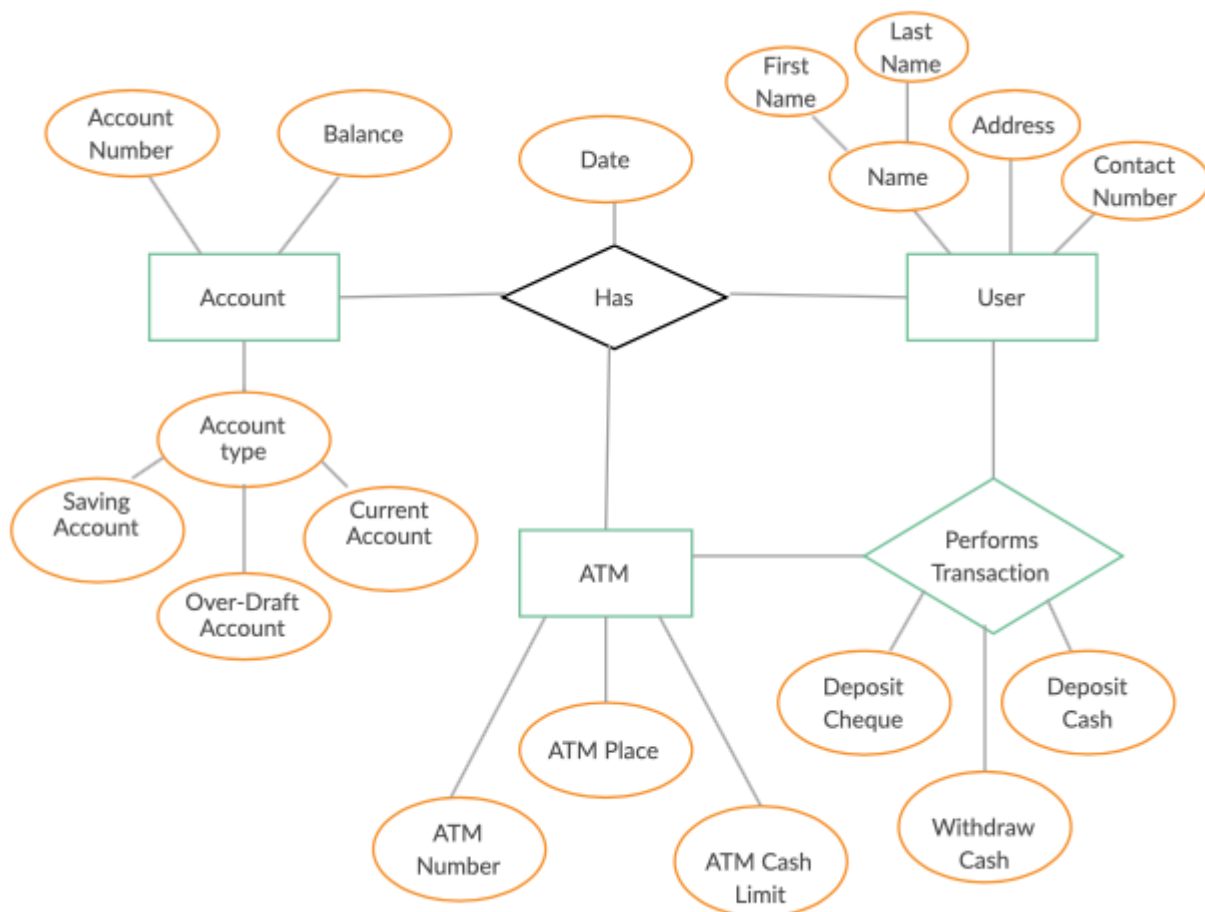 Last
Name
First
Name
Account
Number
Balance
Date
Address
Name
Contact
Number
Account
Has
User
Account
type
Saving
Account
Current
Account
Over-Draft
Account
ATM
Performs
Transaction
Deposit
Cheque
Deposit
Cash
ATM Place
ATM
Number
ATM Cash
Limit
Withdraw
Cash